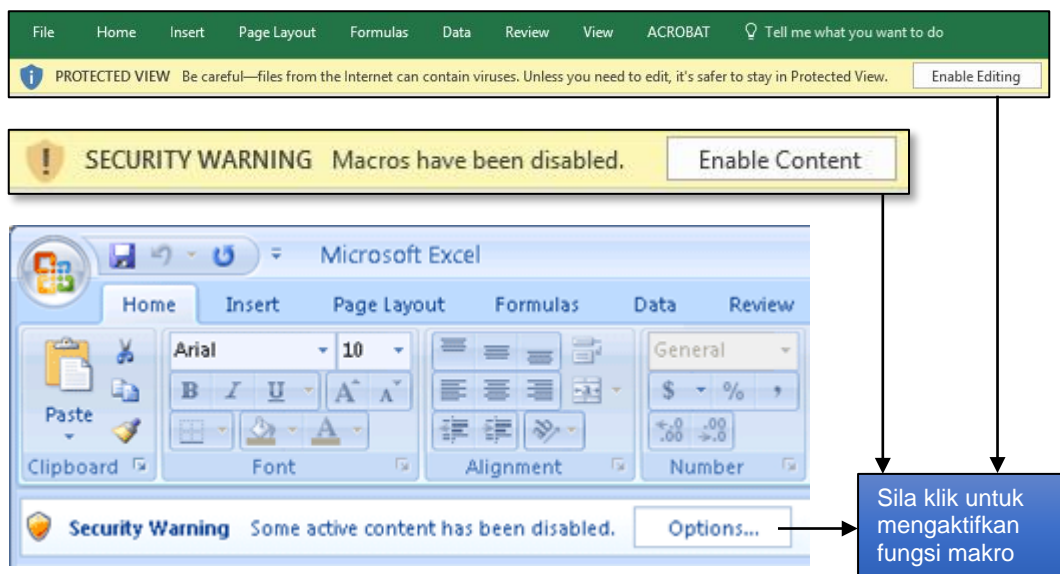 File Home Insert Page Layout Formulas Data Review View ACROBAT Tell me what you want to do
PROTECTED VIEW Be careful—files from the Internet can contain viruses. Unless you need to edit, it's safer to stay in Protected View. Enable Editing
SECURITY WARNING Macros have been disabled. Enable Content
Microsoft Excel
Home Insert Page Layout Formulas Data Review
Arial 10 General
B I U A A $ % ,
Paste A .00 .00
Clipboard Font Alignment Number
Security Warning Some active content has been disabled. Options...
Sila klik untuk
mengaktifkan
fungsi makro